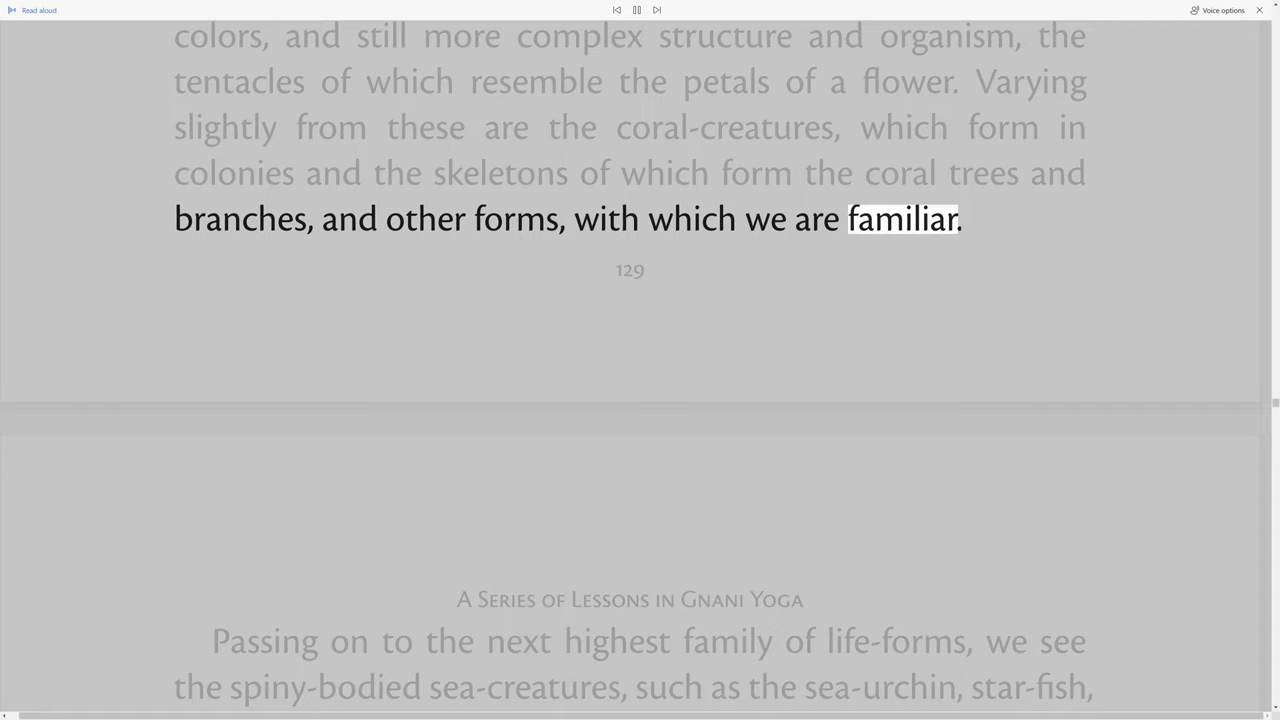 Read aloud
Voice options
colors, and still more complex structure and organism, the
tentacles of which resemble the petals of a flower. Varying
slightly from these are the coral-creatures, which form in
colonies and the skeletons of which form the coral trees and
branches, and other forms, with which we are familiar.
129
A Series of Lessons in Gnani Yoga
Passing on to the next highest family of life-forms, we see
the spiny-bodied sea-creatures, such as the sea-urchin, star-fish,